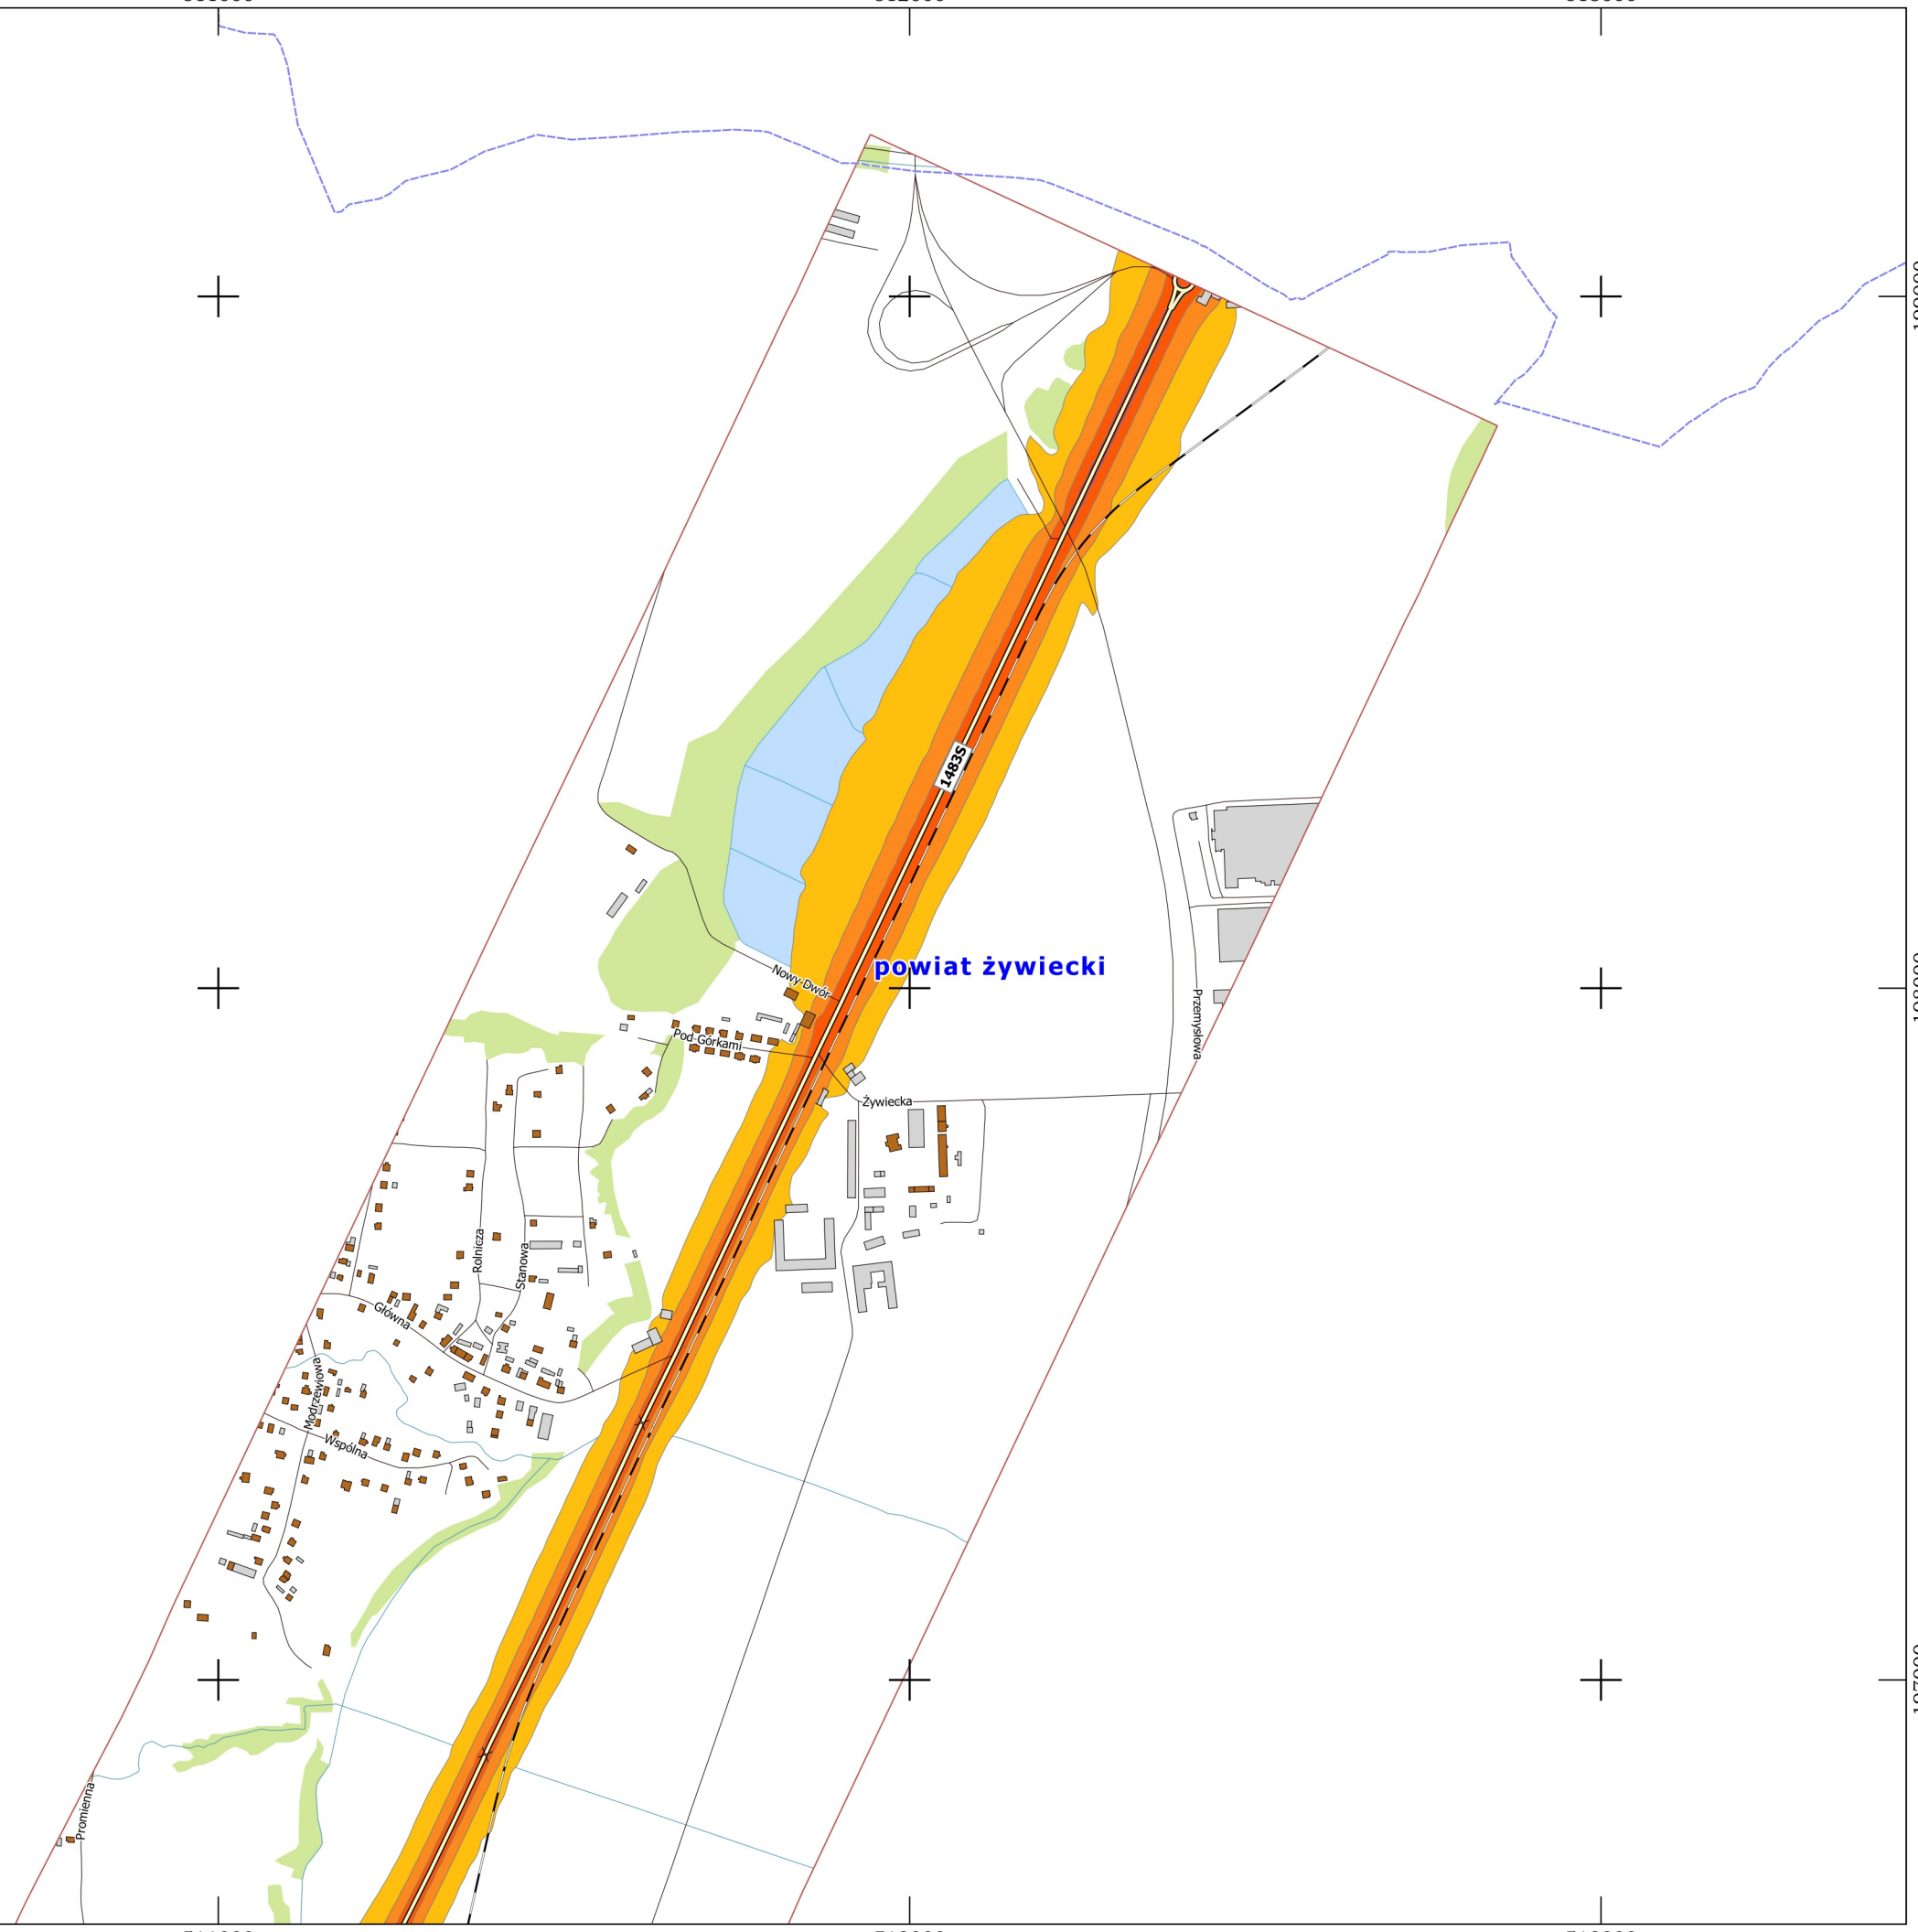 1483S
powiat żywiecki
Nowy-Dwór
Przemysłowa
Pod-Górkami
Żywiecka
Rolnicza
Stanowa
Główna
Modrzewiowa
Wspólna
Promienna